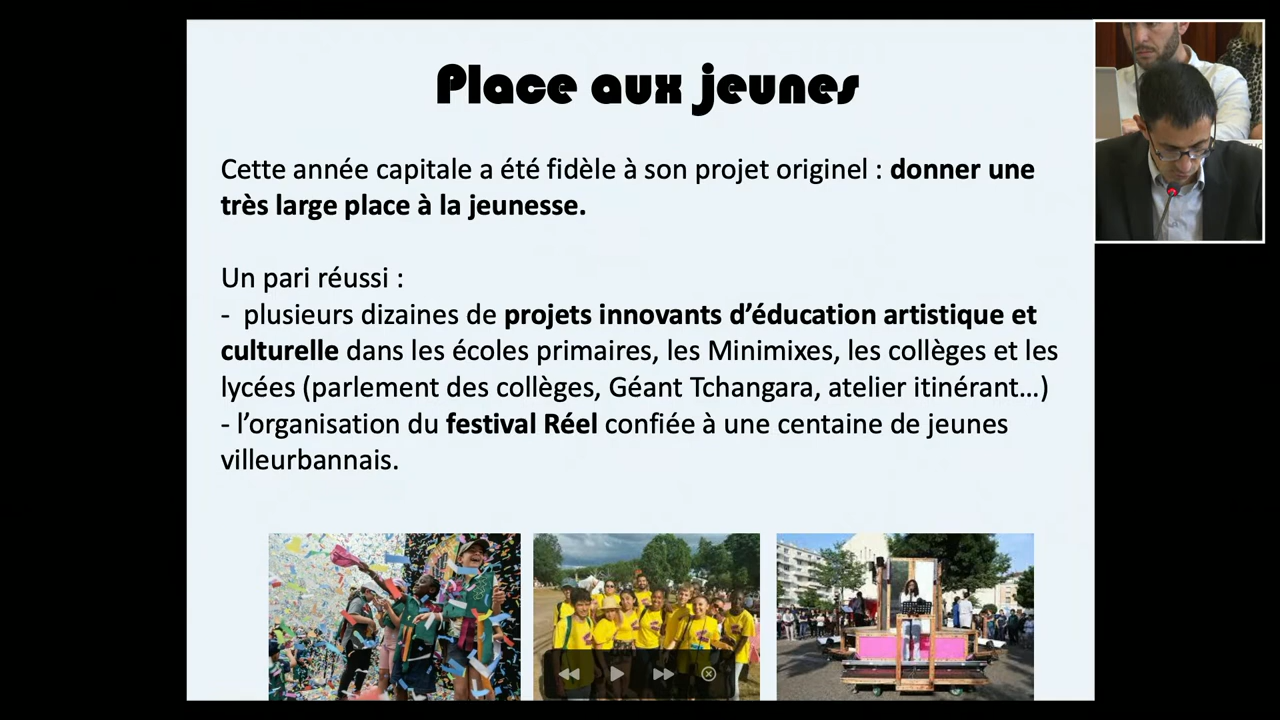 Place aux jeunes
Cette année capitale a été fidèle à son projet originel : donner une
très large place à la jeunesse.
Un pari réussi :
- plusieurs dizaines de projets innovants d’éducation artistique et
culturelle dans les écoles primaires, les Minimixes, les collèges et les
lycées (parlement des collèges, Géant Tchangara, atelier itinérant…)
- l’organisation du festival Réel confiée à une centaine de jeunes
villeurbannais.